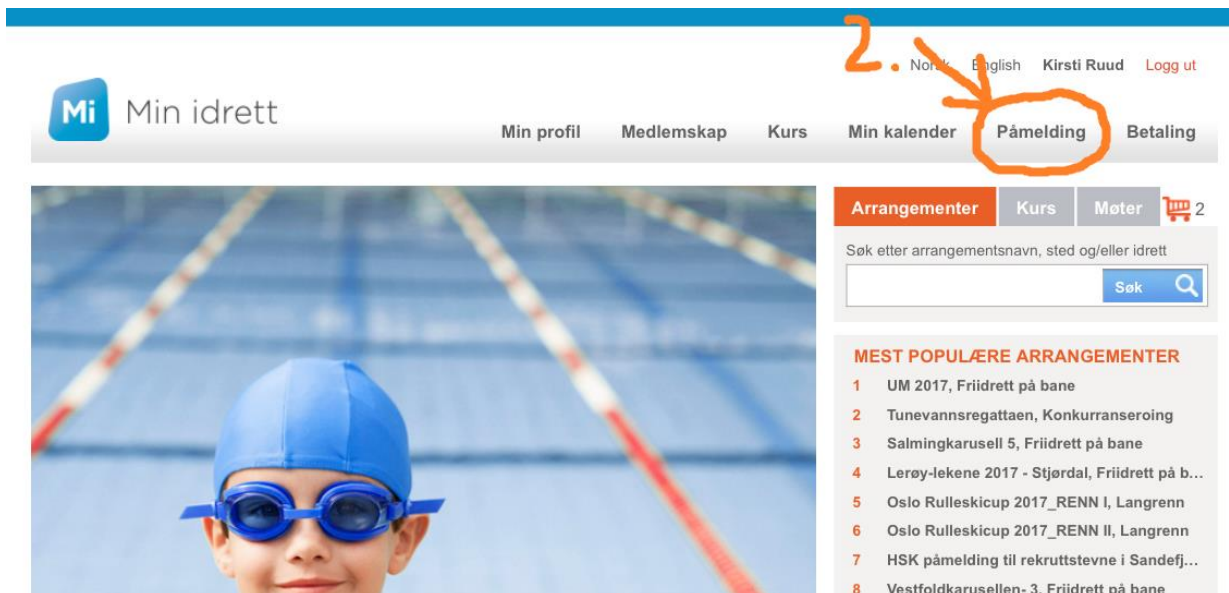 2.
Norsk English Kirsti Ruud Logg ut
Mi Min idrett
Min profil Medlemskap Kurs Min kalender Påmelding Betaling
Arrangementer Kurs Møter 2
Søk etter arrangementsnavn, sted og/eller idrett
Søk
MEST POPULÆRE ARRANGEMENTER
1 UM 2017, Friidrett på bane
2 Tunevannsregattaen, Konkurranseroing
3 Salmingkarusell 5, Friidrett på bane
4 Lerøy-lekene 2017 - Stjørdal, Friidrett på b...
5 Oslo Rulleskicup 2017_RENN I, Langrenn
6 Oslo Rulleskicup 2017_RENN II, Langrenn
7 HSK påmelding til rekruttstevne i Sandefj...
8 Vestfoldkarusellen- 3, Friidrett på bane